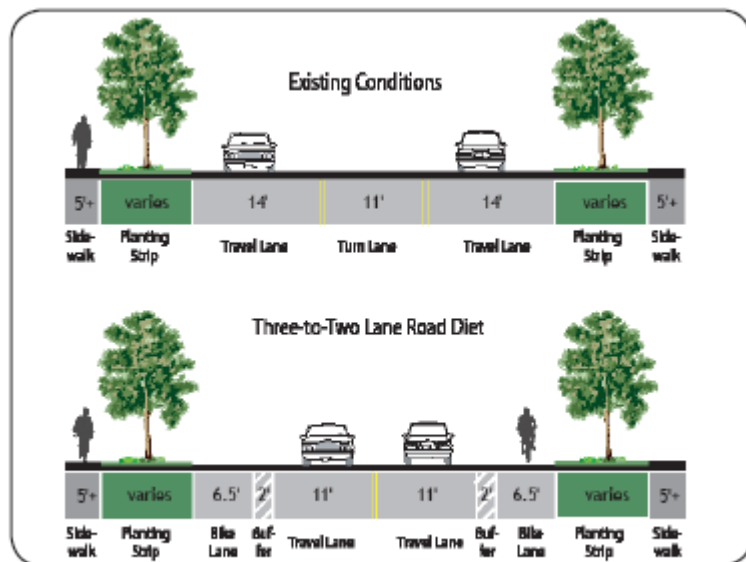 Existing Conditions
5'+ varies 14' 11' 14' varies 5'+
Side- Planting Travel Lane Turn Lane Travel Lane Planting Side-
walk Strip Strip walk
Three-to-Two Lane Road Diet
5'+ varies 6.5' 2' 11' 11' 2' 6.5' varies 5'+
Side- Planting Bike Buf- Travel Lane Travel Lane Buf- Bike Planting Side-
walk Strip Lane fer fer Lane Strip walk